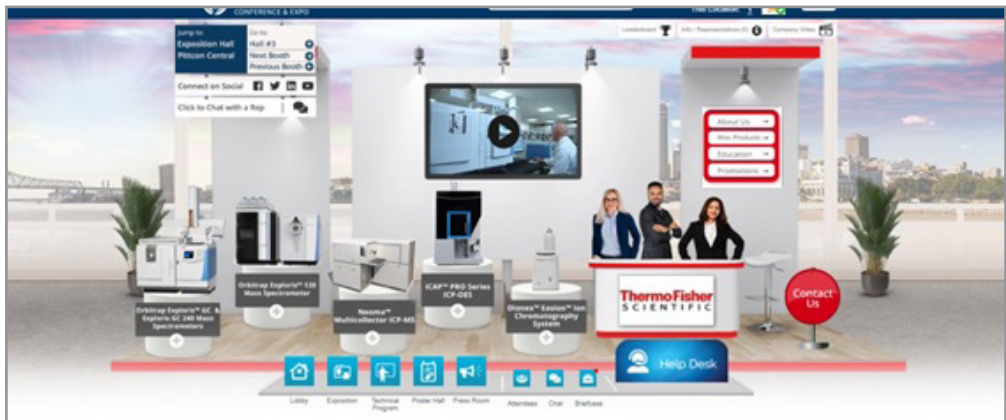 CONFERENCE & EXPO
This Location:
Leaderboard
Info / Representatives (0)
Company Video
Jump to
Exposition Hall
Pittcon Central
Go to
Hall #3
Next Booth
Previous Booth
Connect on Social
Click to Chat with a Rep
About Us
Misc Products
Education
Promotions
Orbitrap Exploris™ GC &
Exploris GC 240 Mass
Spectrometers
Orbitrap Exploris™ 120
Mass Spectrometer
Neoma™
Multicollector ICP-MS
iCAP™ PRO Series
ICP-OES
Dionex™ Easion™ Ion
Chromatography
System
ThermoFisher
SCIENTIFIC
Contact
Us
Help Desk
Lobby
Exposition
Technical
Program
Poster Hall
Press Room
Attendees
Chat
Briefcase